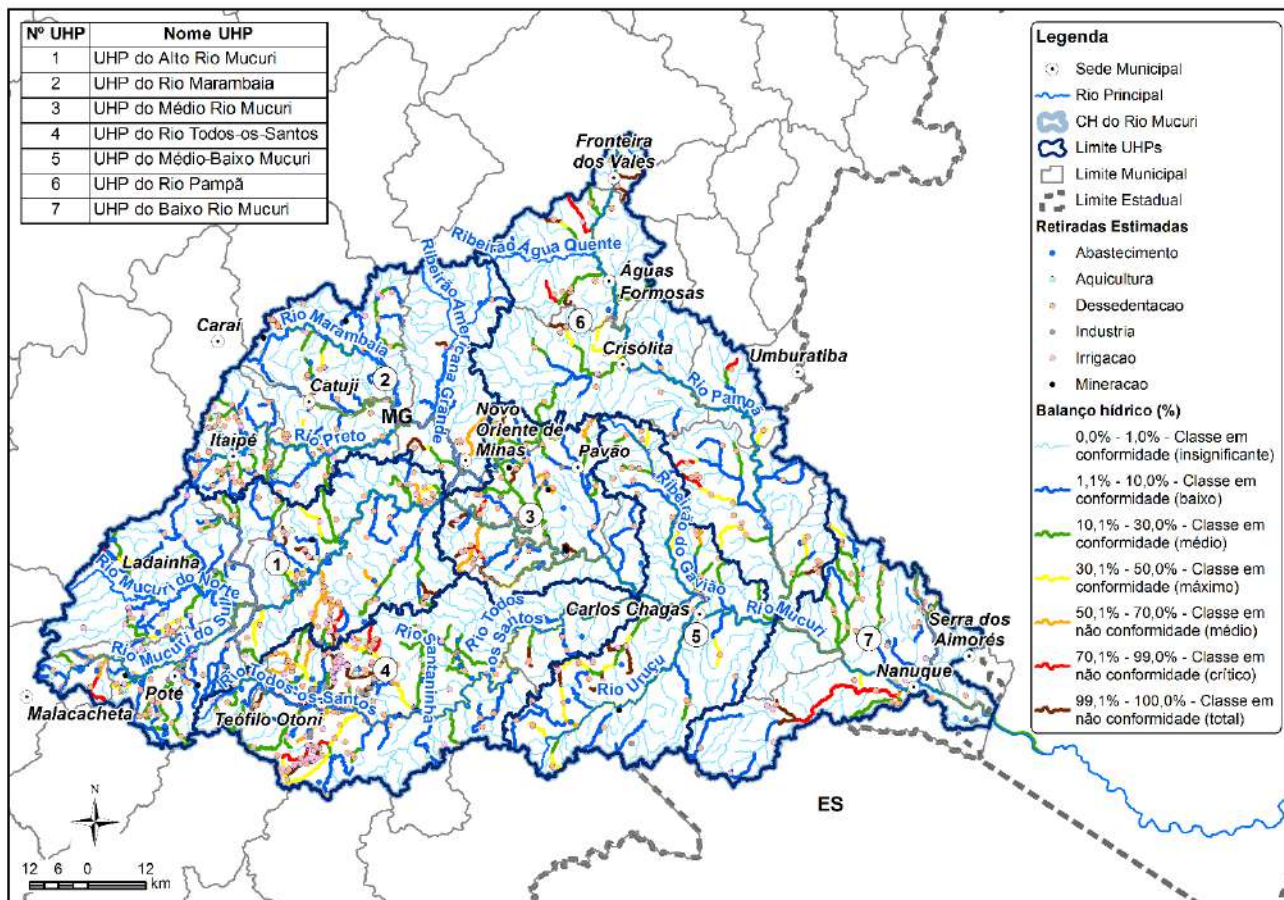 Nº UHP Nome UHP
1 UHP do Alto Rio Mucuri
2 UHP do Rio Marambaia
3 UHP do Médio Rio Mucuri
4 UHP do Rio Todos-os-Santos
5 UHP do Médio-Baixo Mucuri
6 UHP do Rio Pampã
7 UHP do Baixo Rio Mucuri
Fronteira
dos Vales
Ribeirão Água Quente
Águas
Formosas
Ribeirão Americana Grande
Caraí
Rio Marambaia
6
Crisólita
Umburatiba
2
Catuji
MG
Rio Pampã
Novo
Oriente de
Minas
Rio Preto
Itaipé
Pavão
Ribeirão do Gavião
3
Ladainha
1
Rio Mucuri do Norte
Rio Mucuri do Sul
Rio Todos
os Santos
Carlos Chagas
Rio Mucuri
5
7
Serra dos
Aimorés
Rio Santaninha
4
Rio Uruçu
Nanuque
Poté
Rio Todos-os-Santos
Malacacheta
Teófilo Otoni
ES
N
12 6 0 12
km
Legenda
Sede Municipal
Rio Principal
CH do Rio Mucuri
Limite UHPs
Limite Municipal
Limite Estadual
Retiradas Estimadas
Abastecimento
Aquicultura
Dessedentacao
Industria
Irrigacao
Mineracao
Balanço hídrico (%)
0,0% - 1,0% - Classe em
conformidade (insignificante)
1,1% - 10,0% - Classe em
conformidade (baixo)
10,1% - 30,0% - Classe em
conformidade (médio)
30,1% - 50,0% - Classe em
conformidade (máximo)
50,1% - 70,0% - Classe em
não conformidade (médio)
70,1% - 99,0% - Classe em
não conformidade (crítico)
99,1% - 100,0% - Classe em
não conformidade (total)